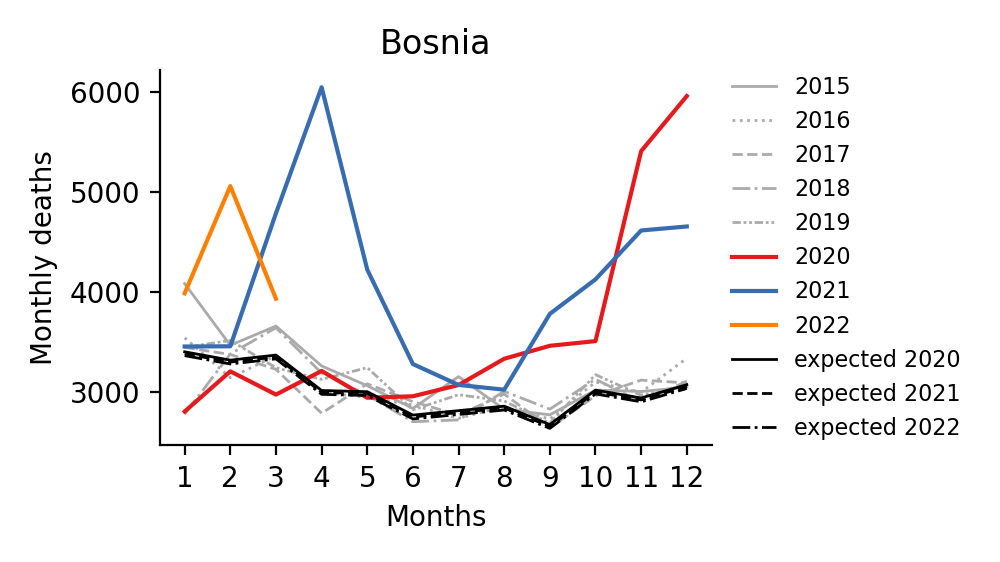 Bosnia
6000
5000
4000
3000
Monthly deaths
1 2 3 4 5 6 7 8 9 10 11 12
Months
2015
2016
2017
2018
2019
2020
2021
2022
expected 2020
expected 2021
expected 2022